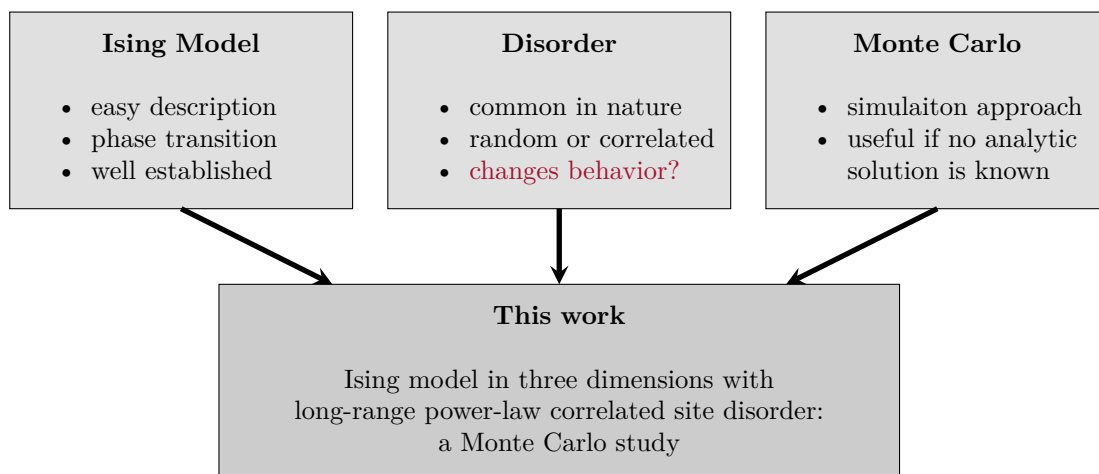 Ising Model
• easy description
• phase transition
• well established
Disorder
• common in nature
• random or correlated
• changes behavior?
Monte Carlo
• simulaiton approach
• useful if no analytic
solution is known
This work
Ising model in three dimensions with
long-range power-law correlated site disorder:
a Monte Carlo study